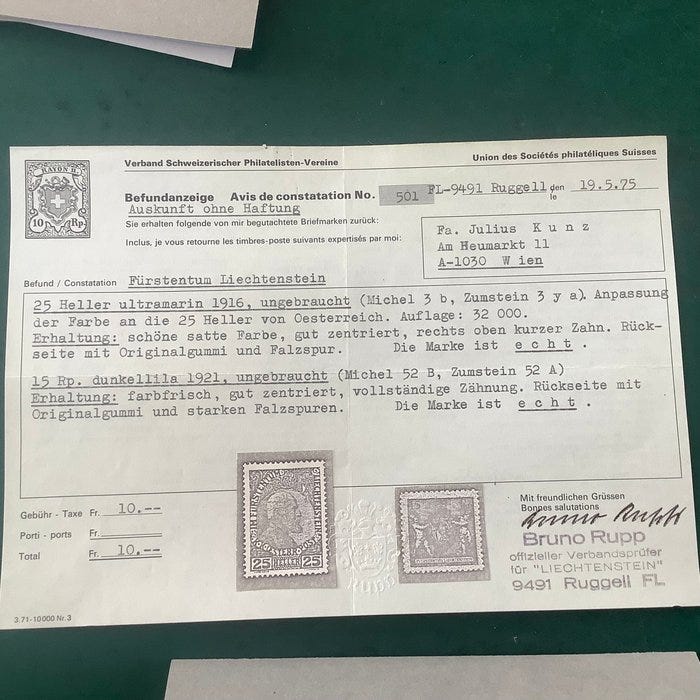 RAYON II.
10 Rp.
Verband Schweizerischer Philatelisten-Vereine
Union des Sociétés philatéliques Suisses
Befundanzeige Avis de constatation No. 501 FL-9491 Ruggell den le 19.5.75
Auskunft ohne Haftung
Sie erhalten folgende von mir begutachtete Briefmarken zurück:
Inclus, je vous retourne les timbres-poste suivants expertisés par moi:
Fa. Julius Kunz
Am Heumarkt 11
A-1030 Wien
Befund / Constatation Fürstentum Liechtenstein
25 Heller ultramarin 1916, ungebraucht (Michel 3 b, Zumstein 3 y a). Anpassung
der Farbe an die 25 Heller von Oesterreich. Auflage: 32 000.
Erhaltung: schöne satte Farbe, gut zentriert, rechts oben kurzer Zahn. Rück-
seite mit Originalgummi und Falzspur. Die Marke ist e c h t .
15 Rp. dunkellila 1921, ungebraucht (Michel 52 B, Zumstein 52 A)
Erhaltung: farbfrisch, gut zentriert, vollständige Zähnung. Rückseite mit
Originalgummi und starken Falzspuren. Die Marke ist e c h t .
Gebühr - Taxe Fr. 10.--
Porti - ports Fr.
Total Fr. 10.--
25 HELLER 25
RUPP
Mit freundlichen Grüssen
Bonnes salutations
Bruno Rupp
Bruno Rupp
offizieller Verbandsprüfer
für "LIECHTENSTEIN"
9491 Ruggell FL
3.71-10000 Nr. 3